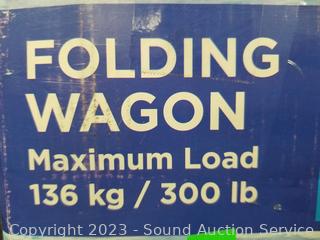 FOLDING
WAGON
Maximum Load
136 kg / 300 lb
Copyright 2023 - Sound Auction Service